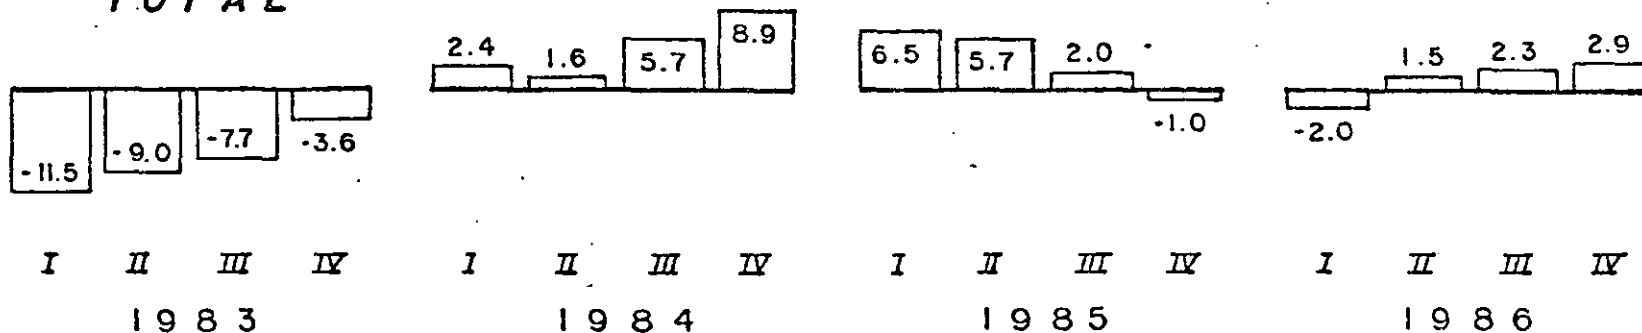 TOTAL
2.4 1.6 5.7 8.9 6.5 5.7 2.0 1.5 2.3 2.9
-11.5 -9.0 -7.7 -3.6 -1.0 -2.0
I II III IV I II III IV I II III IV I II III IV
1983 1984 1985 1986